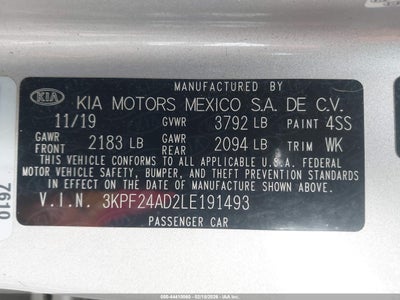 MANUFACTURED BY
KIA KIA MOTORS MEXICO S.A. DE C.V.
11/19 GVWR 3792 LB PAINT 4SS
GAWR FRONT 2183 LB GAWR REAR 2094 LB TRIM WK
THIS VEHICLE CONFORMS TO ALL APPLICABLE U.S.A. FEDERAL
MOTOR VEHICLE SAFETY, BUMPER, AND THEFT PREVENTION STANDARDS
IN EFFECT ON THE DATE OF MANUFACTURE SHOWN ABOVE.
V.I.N. 3KPF24AD2LE191493
PASSENGER CAR
7619